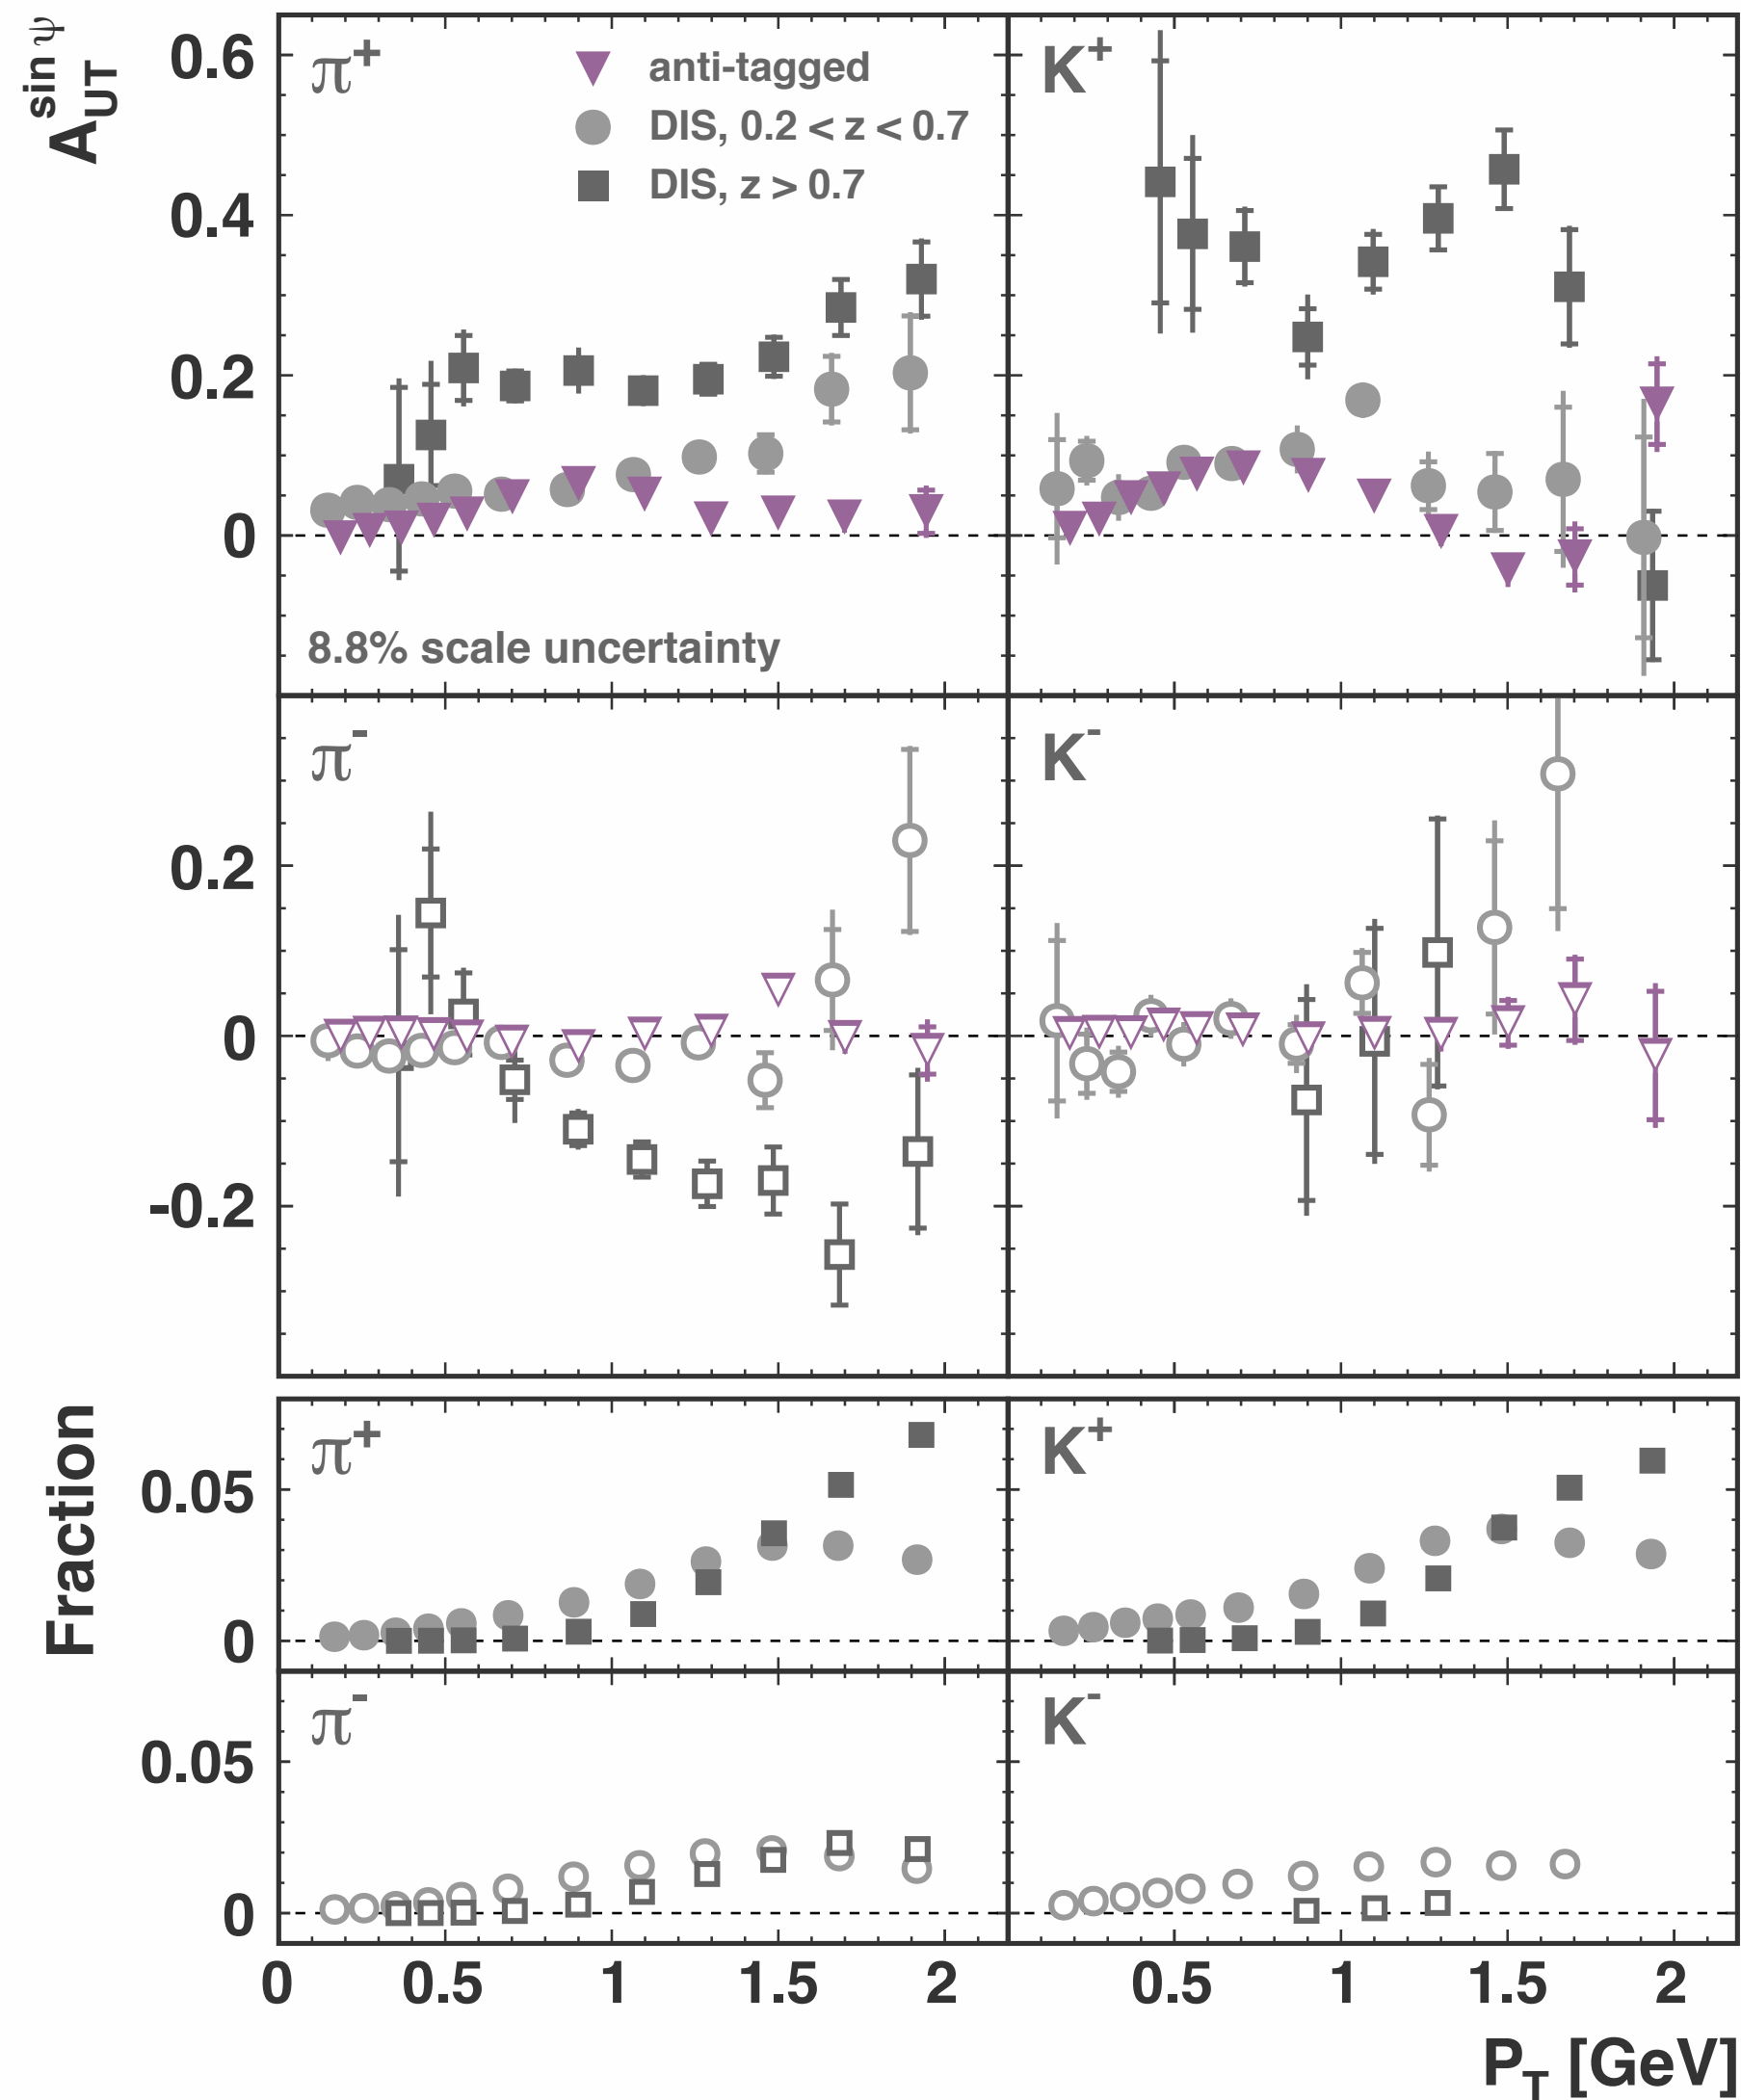 A_UT^sin ψ
π+
K+
anti-tagged
DIS, 0.2 < z < 0.7
DIS, z > 0.7
0.6
0.4
0.2
0
8.8% scale uncertainty
π-
K-
0.2
0
-0.2
Fraction
π+
K+
0.05
0
π-
K-
0.05
0
0 0.5 1 1.5 2 0.5 1 1.5 2
P_T [GeV]